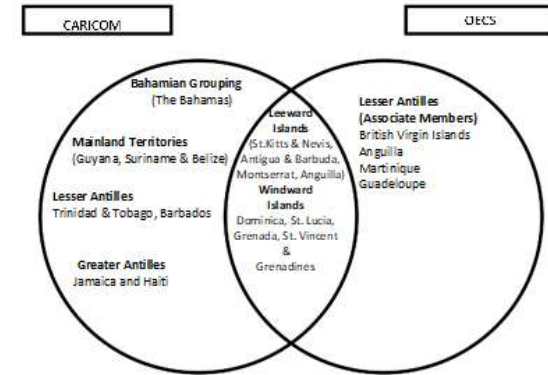 CARICOM
OECS
Bahamian Grouping
(The Bahamas)
Mainland Territories
(Guyana, Suriname & Belize)
Lesser Antilles
Trinidad & Tobago, Barbados
Greater Antilles
Jamaica and Haiti
Leeward
Islands
(St.Kitts & Nevis,
Antigua & Barbuda,
Montserrat, Anguilla)
Windward
Islands
Dominica, St. Lucia,
Grenada, St. Vincent
&
Grenadines
Lesser Antilles
(Associate Members)
British Virgin Islands
Anguilla
Martinique
Guadeloupe